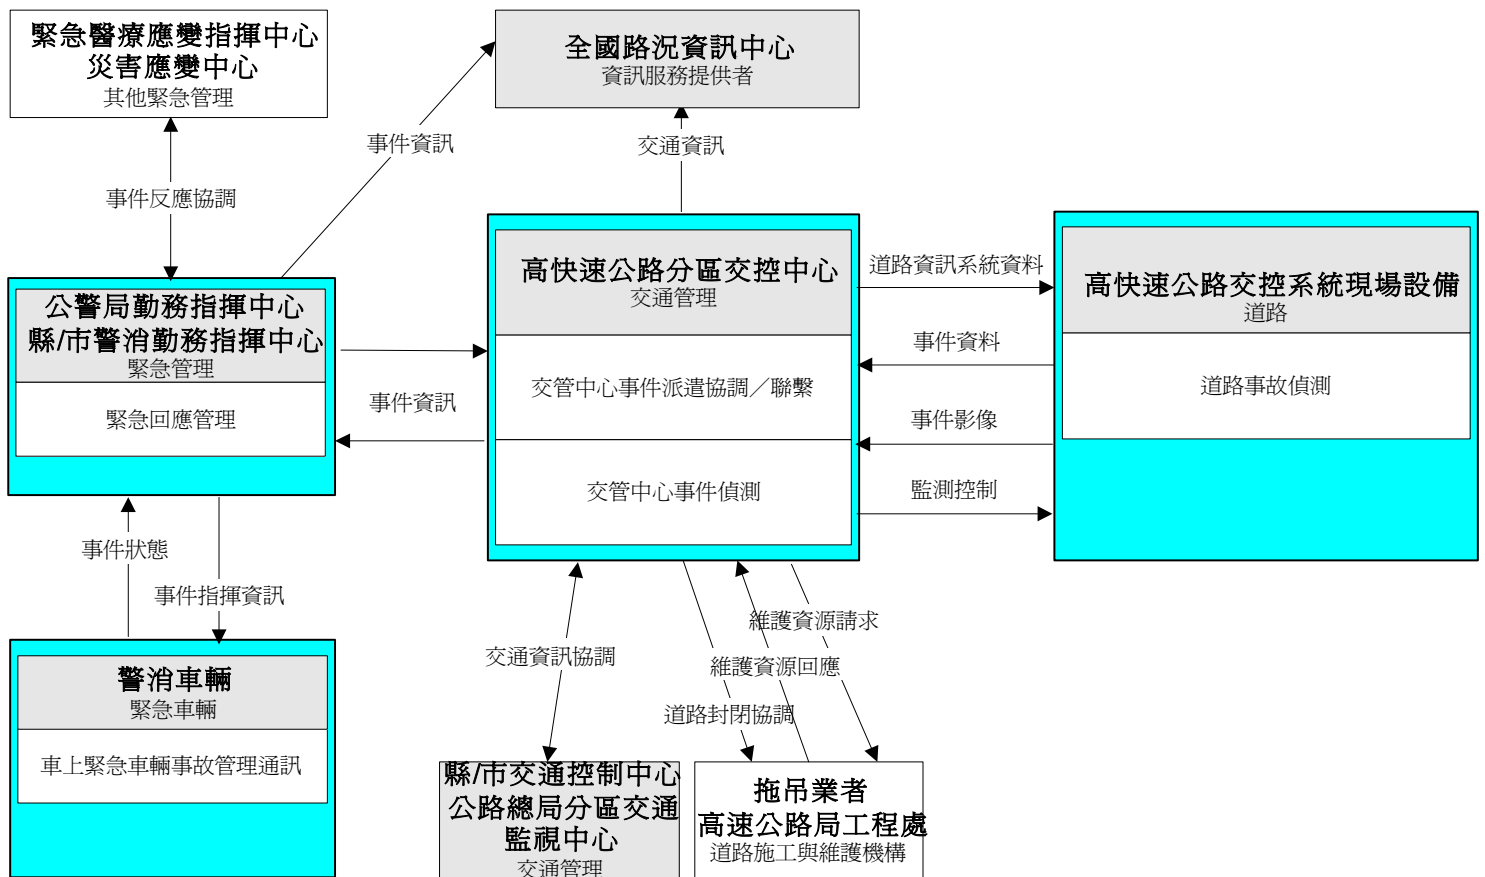 緊急醫療應變指揮中心
災害應變中心
其他緊急管理
全國路況資訊中心
資訊服務提供者
事件資訊
交通資訊
事件反應協調
高快速公路分區交控中心
交通管理
交管中心事件派遣協調／聯繫
交管中心事件偵測
道路資訊系統資料
事件資料
事件影像
監測控制
高快速公路交控系統現場設備
道路
道路事故偵測
公警局勤務指揮中心
縣/市警消勤務指揮中心
緊急管理
緊急回應管理
事件資訊
事件狀態
事件指揮資訊
警消車輛
緊急車輛
車上緊急車輛事故管理通訊
交通資訊協調
維護資源請求
維護資源回應
道路封閉協調
縣/市交通控制中心
公路總局分區交通
監視中心
交通管理
拖吊業者
高速公路局工程處
道路施工與維護機構